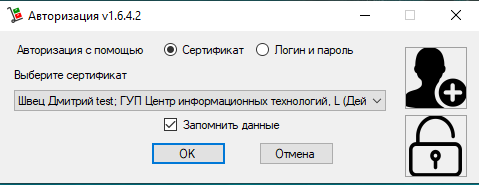 Авторизация v1.6.4.2
Авторизация с помощью Сертификат Логин и пароль
Выберите сертификат
Швец Дмитрий test; ГУП Центр информационных технологий, L (Дей
Запомнить данные
OK Отмена